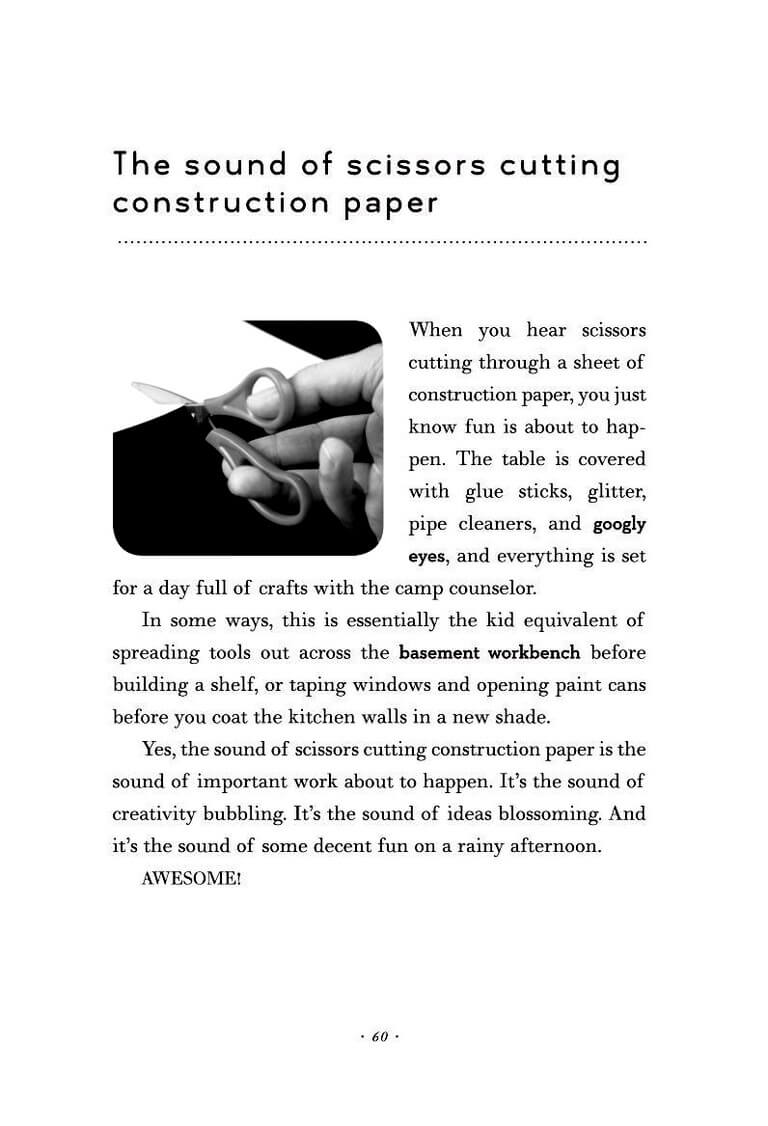 The sound of scissors cutting
construction paper
When you hear scissors
cutting through a sheet of
construction paper, you just
know fun is about to hap-
pen. The table is covered
with glue sticks, glitter,
pipe cleaners, and googly
eyes, and everything is set
for a day full of crafts with the camp counselor.
In some ways, this is essentially the kid equivalent of
spreading tools out across the basement workbench before
building a shelf, or taping windows and opening paint cans
before you coat the kitchen walls in a new shade.
Yes, the sound of scissors cutting construction paper is the
sound of important work about to happen. It’s the sound of
creativity bubbling. It’s the sound of ideas blossoming. And
it’s the sound of some decent fun on a rainy afternoon.
AWESOME!
· 60 ·